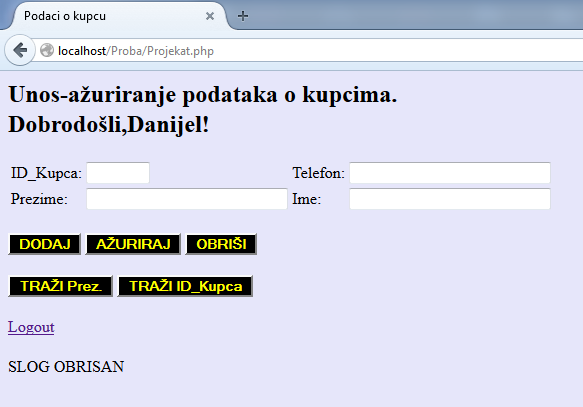 Podaci o kupcu
localhost/Proba/Projekat.php
Unos-ažuriranje podataka o kupcima.
Dobrodošli,Danijel!
ID_Kupca: Telefon:
Prezime: Ime:
DODAJ AŽURIRAJ OBRIŠI
TRAŽI Prez. TRAŽI ID_Kupca
Logout
SLOG OBRISAN